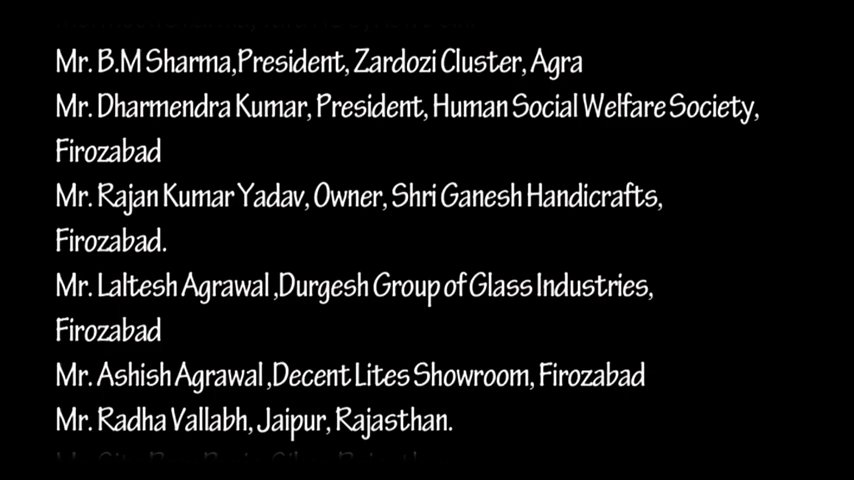 Mr. B.M Sharma,President, Zardozi Cluster, Agra
Mr. Dharmendra Kumar, President, Human Social Welfare Society,
Firozabad
Mr. Rajan Kumar Yadav, Owner, Shri Ganesh Handicrafts,
Firozabad.
Mr. Laltesh Agrawal ,Durgesh Group of Glass Industries,
Firozabad
Mr. Ashish Agrawal ,Decent Lites Showroom, Firozabad
Mr. Radha Vallabh, Jaipur, Rajasthan.